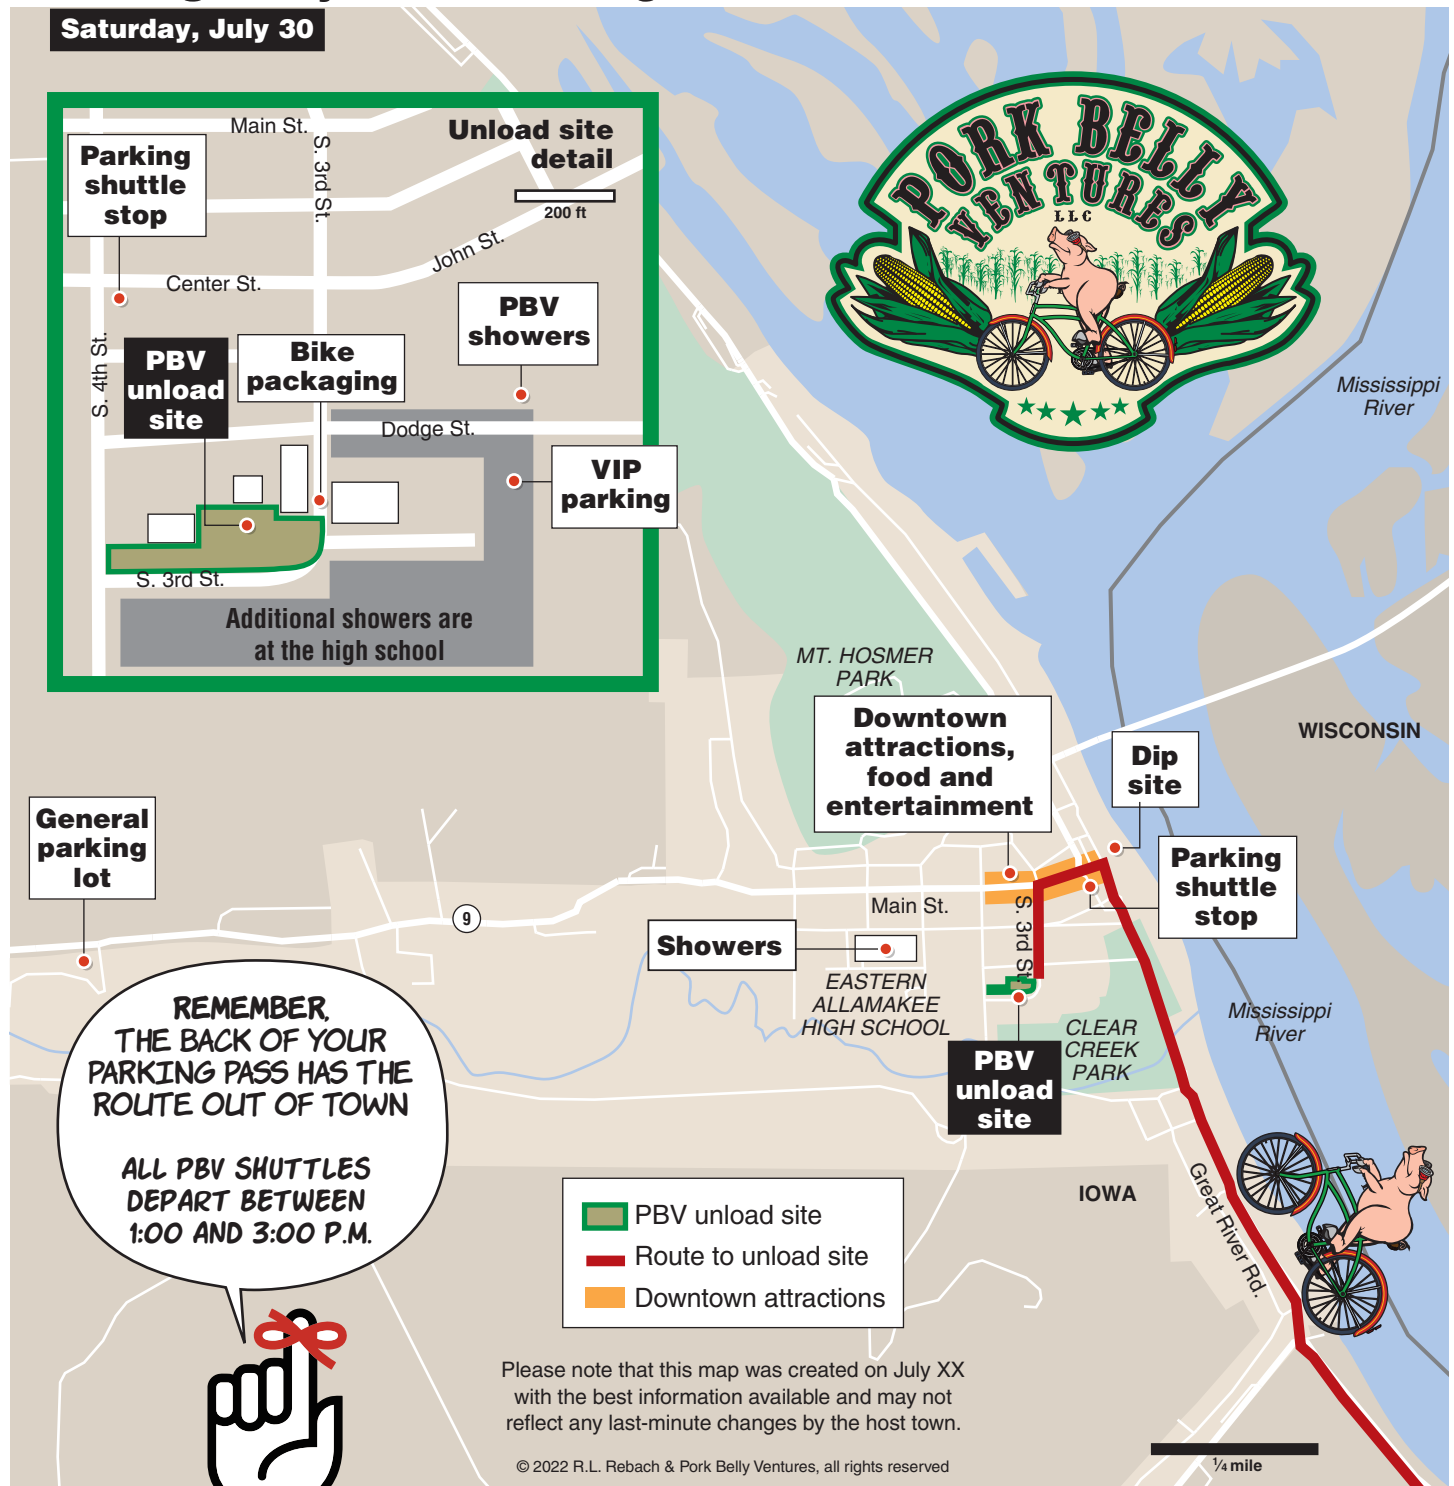 Saturday, July 30
Main St.
S. 3rd St.
Unload site
detail
200 ft
Parking
shuttle
stop
John St.
Center St.
PBV
showers
S. 4th St.
PBV
unload
site
Bike
packaging
Dodge St.
VIP
parking
S. 3rd St.
Additional showers are
at the high school
PORK BELLY
VENTURES
LLC
Mississippi
River
MT. HOSMER
PARK
WISCONSIN
Downtown
attractions,
food and
entertainment
Dip
site
Parking
shuttle
stop
General
parking
lot
9
Main St.
S. 3rd St.
Showers
EASTERN
ALLAMAKEE
HIGH SCHOOL
CLEAR
CREEK
PARK
PBV
unload
site
Mississippi
River
REMEMBER,
THE BACK OF YOUR
PARKING PASS HAS THE
ROUTE OUT OF TOWN
ALL PBV SHUTTLES
DEPART BETWEEN
1:00 AND 3:00 P.M.
IOWA
Great River Rd.
PBV unload site
Route to unload site
Downtown attractions
Please note that this map was created on July XX
with the best information available and may not
reflect any last-minute changes by the host town.
© 2022 R.L. Rebach & Pork Belly Ventures, all rights reserved
1/4 mile